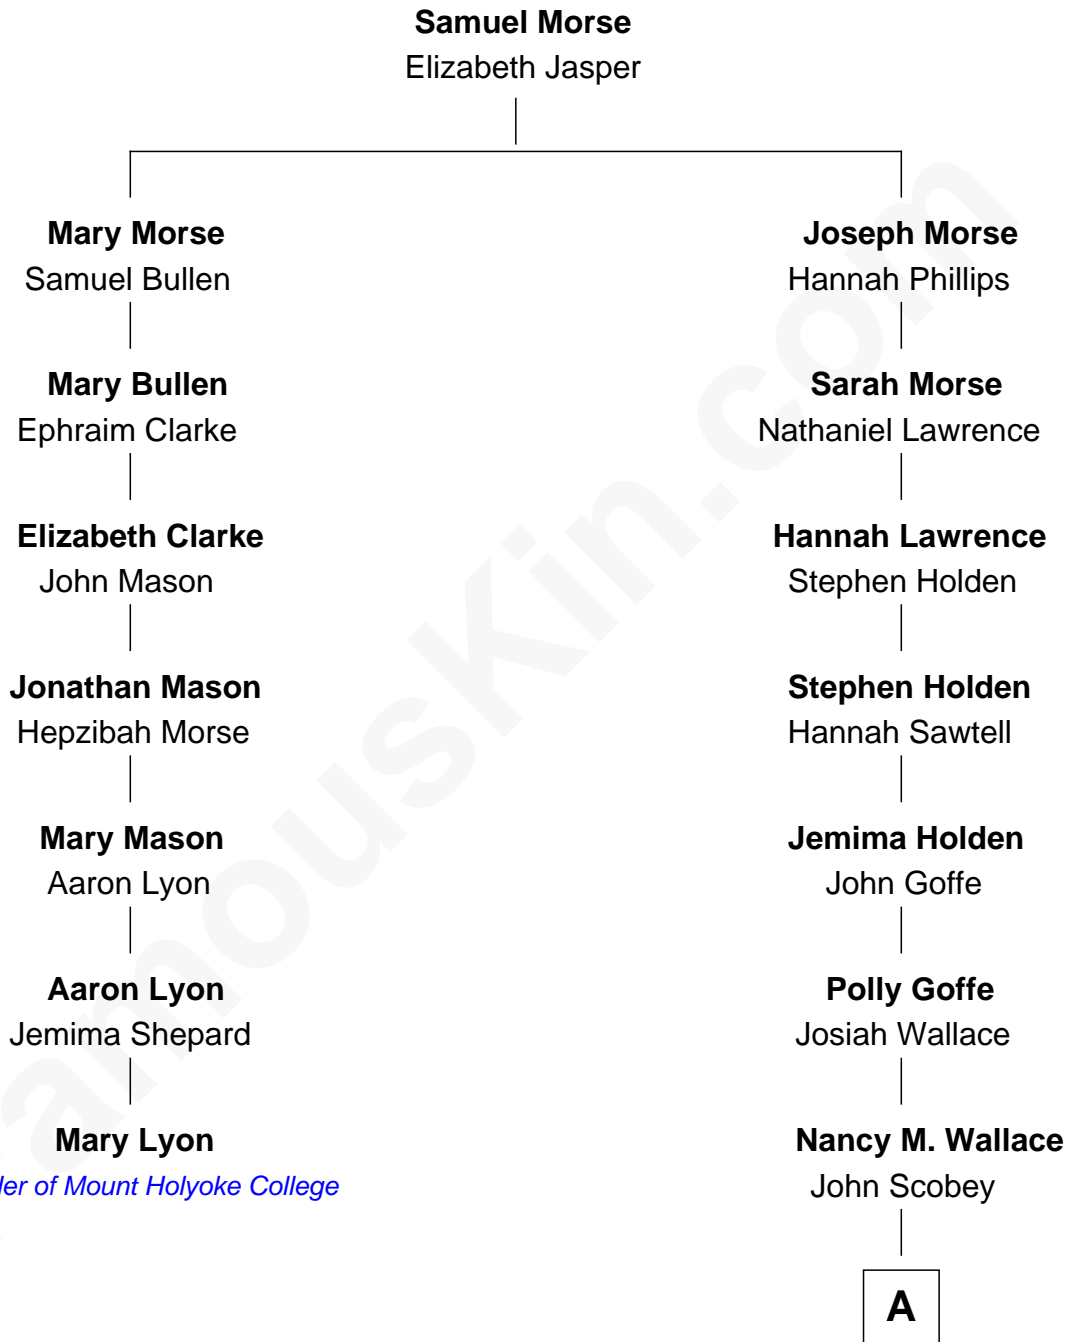 Samuel Morse
Elizabeth Jasper
Mary Morse
Samuel Bullen
Joseph Morse
Hannah Phillips
Mary Bullen
Ephraim Clarke
Sarah Morse
Nathaniel Lawrence
Elizabeth Clarke
John Mason
Hannah Lawrence
Stephen Holden
Jonathan Mason
Hepzibah Morse
Stephen Holden
Hannah Sawtell
Mary Mason
Aaron Lyon
Jemima Holden
John Goffe
Aaron Lyon
Jemima Shepard
Polly Goffe
Josiah Wallace
Mary Lyon
der of Mount Holyoke College
Nancy M. Wallace
John Scobey
A
amousKin.com